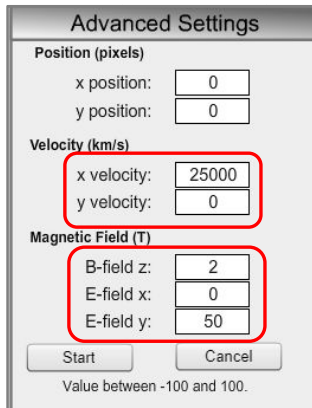 Advanced Settings
Position (pixels)
x position: 0
y position: 0
Velocity (km/s)
x velocity: 25000
y velocity: 0
Magnetic Field (T)
B-field z: 2
E-field x: 0
E-field y: 50
Start Cancel
Value between -100 and 100.